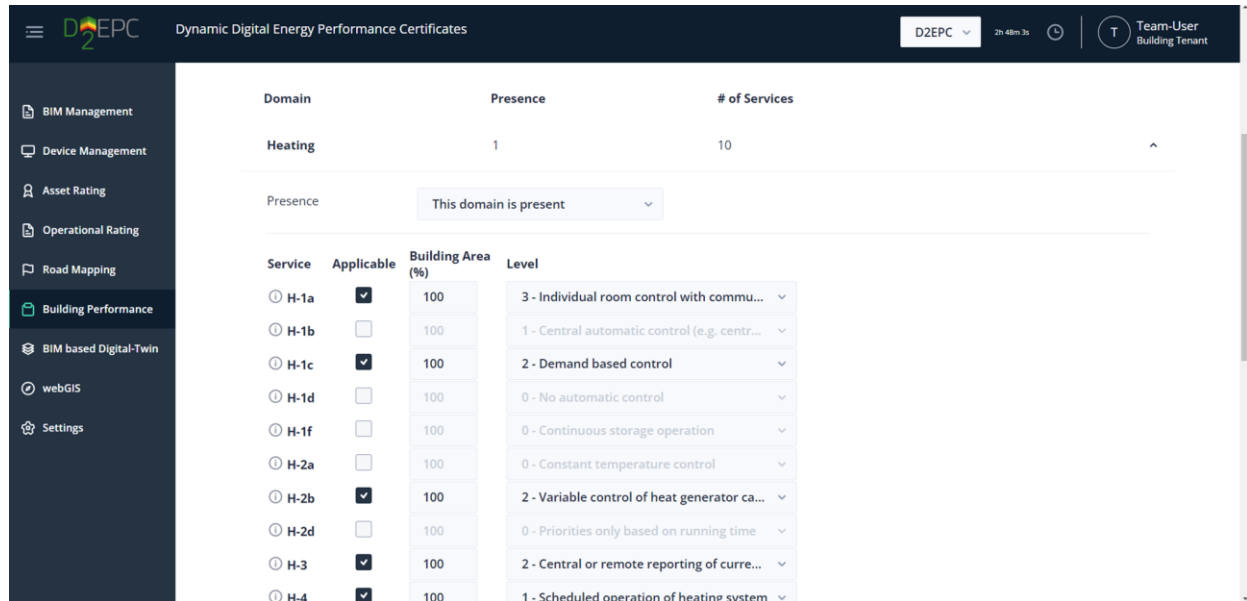 D2EPC
Dynamic Digital Energy Performance Certificates
D2EPC
2h 48m 3s
T
Team-User
Building Tenant
BIM Management
Device Management
Asset Rating
Operational Rating
Road Mapping
Building Performance
BIM based Digital-Twin
webGIS
Settings
Domain Presence # of Services
Heating 1 10
Presence This domain is present
Service Applicable Building Area (%) Level
H-1a 100 3 - Individual room control with commu...
H-1b 100 1 - Central automatic control (e.g. centr...
H-1c 100 2 - Demand based control
H-1d 100 0 - No automatic control
H-1f 100 0 - Continuous storage operation
H-2a 100 0 - Constant temperature control
H-2b 100 2 - Variable control of heat generator ca...
H-2d 100 0 - Priorities only based on running time
H-3 100 2 - Central or remote reporting of curre...
H-4 100 1 - Scheduled operation of heating system